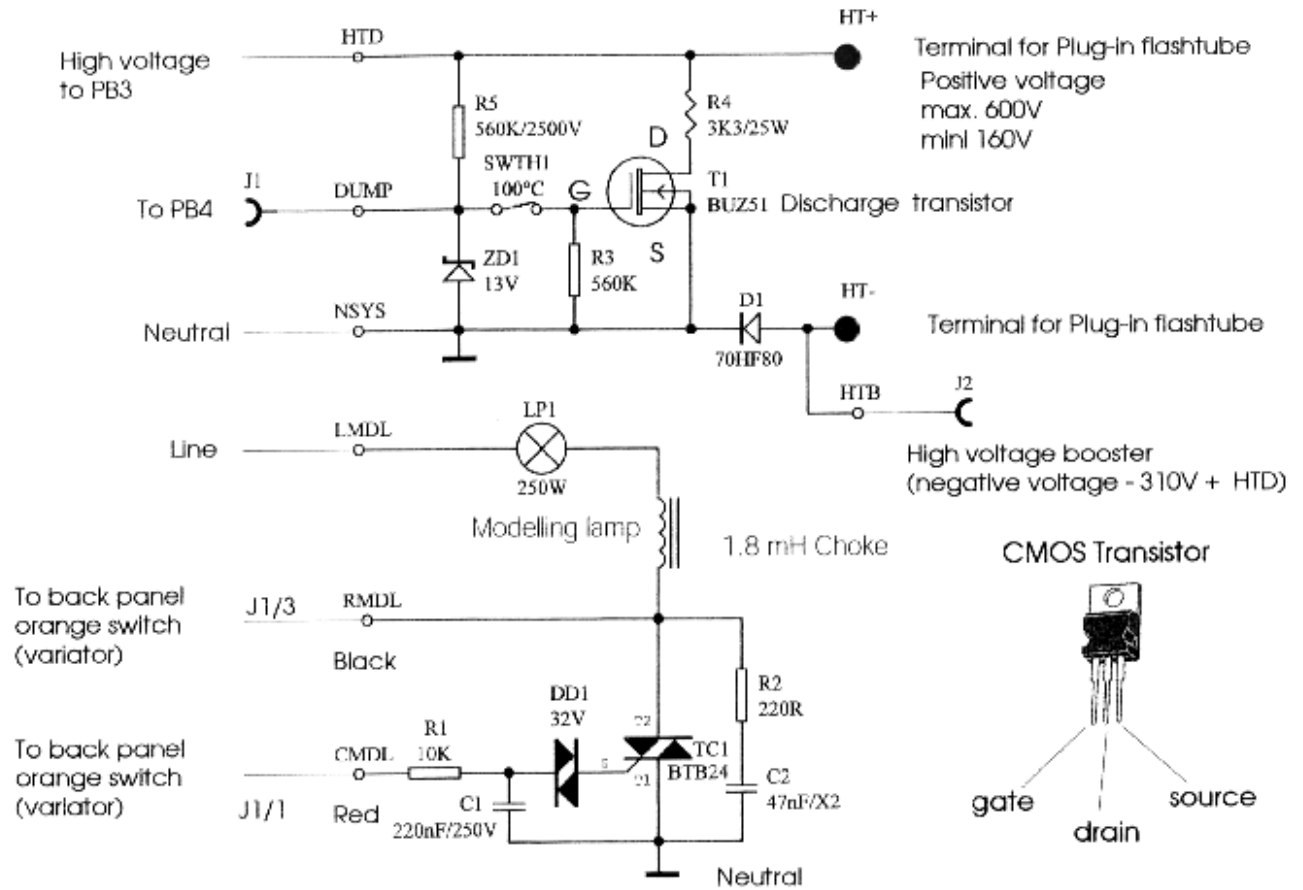 HT+
HTD
High voltage
to PB3
Terminal for Plug-in flashtube
Positive voltage
max. 600V
mini 160V
R5
560K/2500V
R4
3K3/25W
D
SWTH1
100°C
G
T1
BUZ51 Discharge transistor
J1
To PB4
DUMP
S
ZD1
13V
R3
560K
D1
70HF80
HT-
Terminal for Plug-in flashtube
Neutral
NSYS
HTB
J2
High voltage booster
(negative voltage - 310V + HTD)
Line
LMDL
LP1
250W
Modelling lamp
1.8 mH Choke
CMOS Transistor
gate
drain
source
To back panel
orange switch
(variator)
J1/3
RMDL
Black
R2
220R
DD1
32V
To back panel
orange switch
(variator)
J1/1
CMDL
Red
R1
10K
C1
220nF/250V
TC1
BTB24
C2
47nF/X2
Neutral